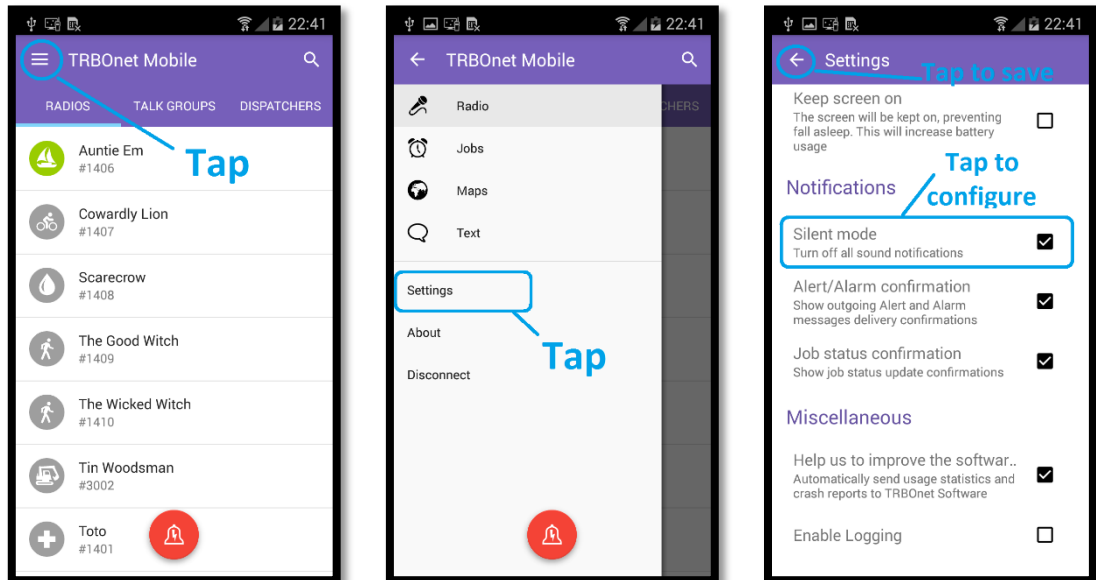 22:41
TRBOnet Mobile
RADIOS TALK GROUPS DISPATCHERS
Auntie Em
#1406
Tap
Cowardly Lion
#1407
Scarecrow
#1408
The Good Witch
#1409
The Wicked Witch
#1410
Tin Woodsman
#3002
Toto
#1401
22:41
TRBOnet Mobile
CHERS
Radio
Jobs
Maps
Text
Settings
About
Tap
Disconnect
22:41
Settings
Tap to save
Keep screen on
The screen will be kept on, preventing
fall asleep. This will increase battery
usage
Tap to
configure
Notifications
Silent mode
Turn off all sound notifications
Alert/Alarm confirmation
Show outgoing Alert and Alarm
messages delivery confirmations
Job status confirmation
Show job status update confirmations
Miscellaneous
Help us to improve the softwar..
Automatically send usage statistics and
crash reports to TRBOnet Software
Enable Logging